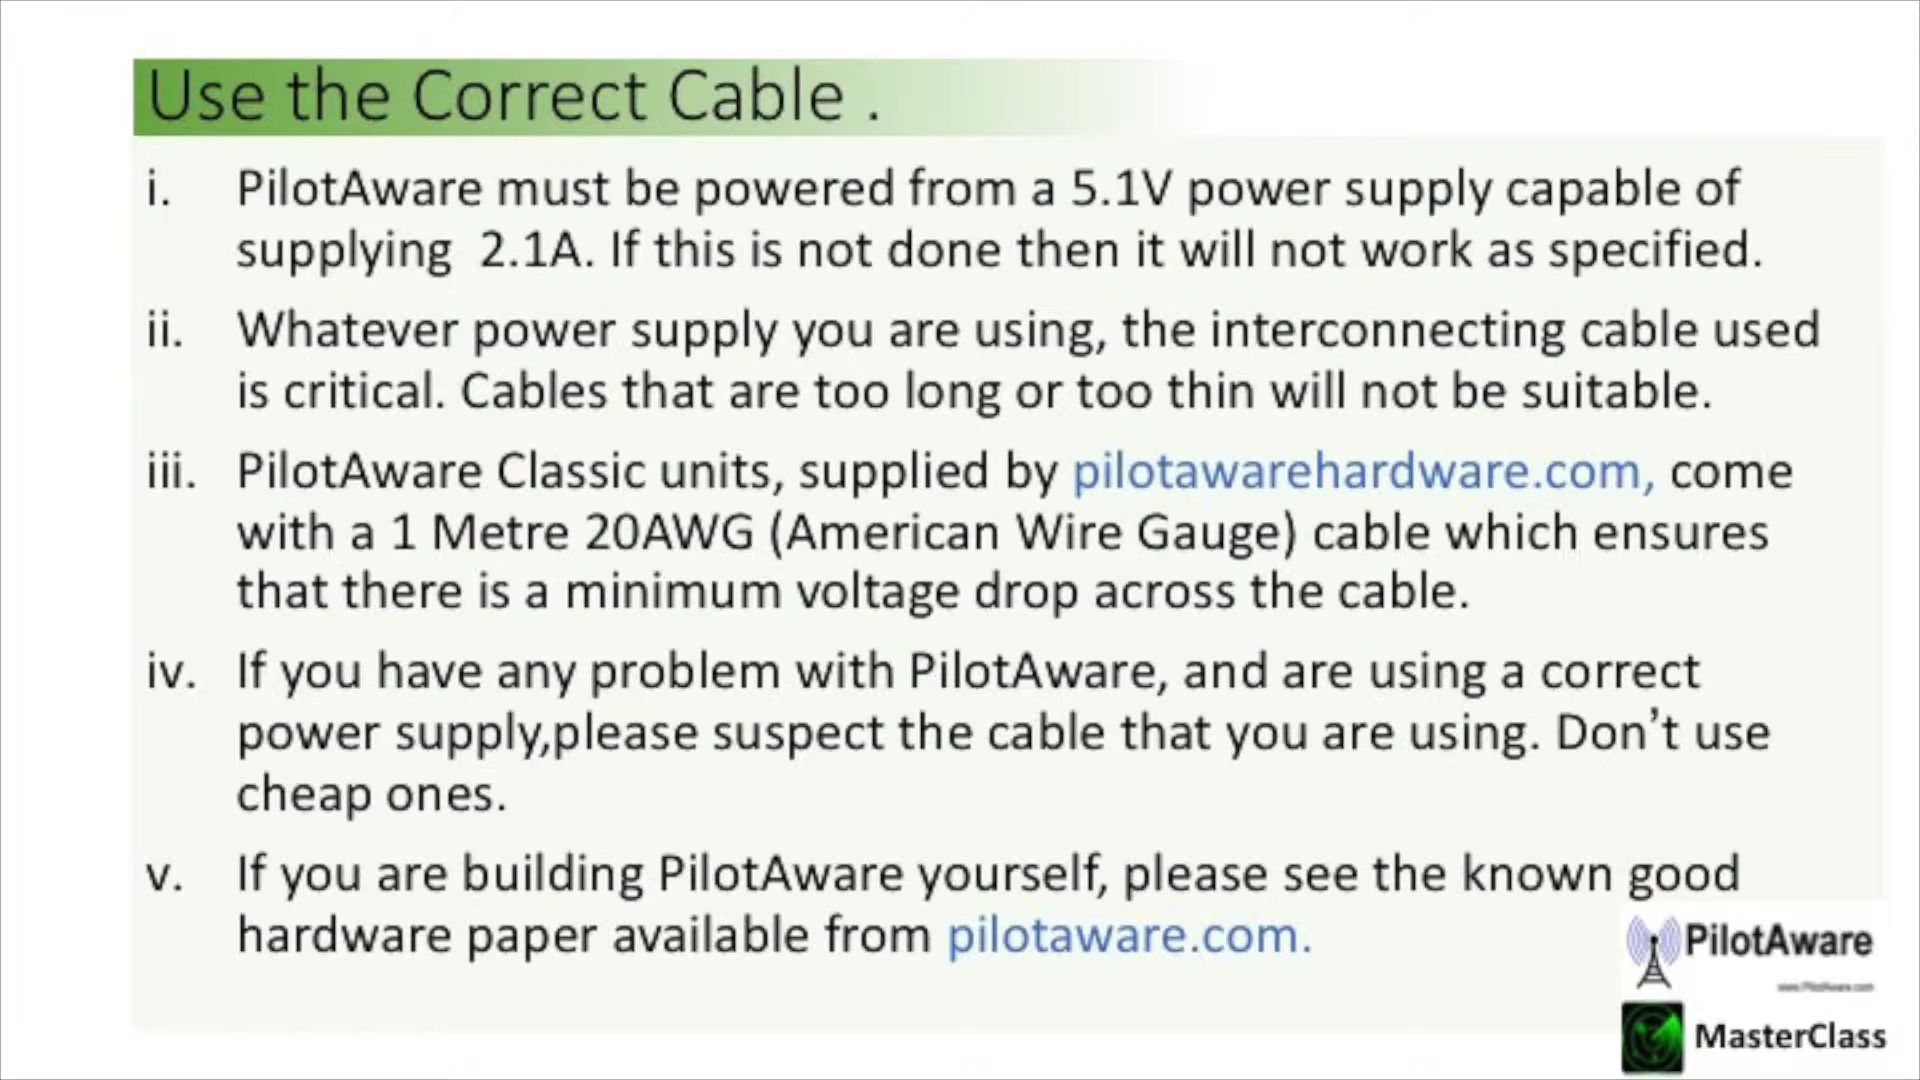 Use the Correct Cable .
i. PilotAware must be powered from a 5.1V power supply capable of
supplying 2.1A. If this is not done then it will not work as specified.
ii. Whatever power supply you are using, the interconnecting cable used
is critical. Cables that are too long or too thin will not be suitable.
iii. PilotAware Classic units, supplied by pilotawarehardware.com, come
with a 1 Metre 20AWG (American Wire Gauge) cable which ensures
that there is a minimum voltage drop across the cable.
iv. If you have any problem with PilotAware, and are using a correct
power supply,please suspect the cable that you are using. Don’t use
cheap ones.
v. If you are building PilotAware yourself, please see the known good
hardware paper available from pilotaware.com.
PilotAware
www.PilotAware.com
MasterClass